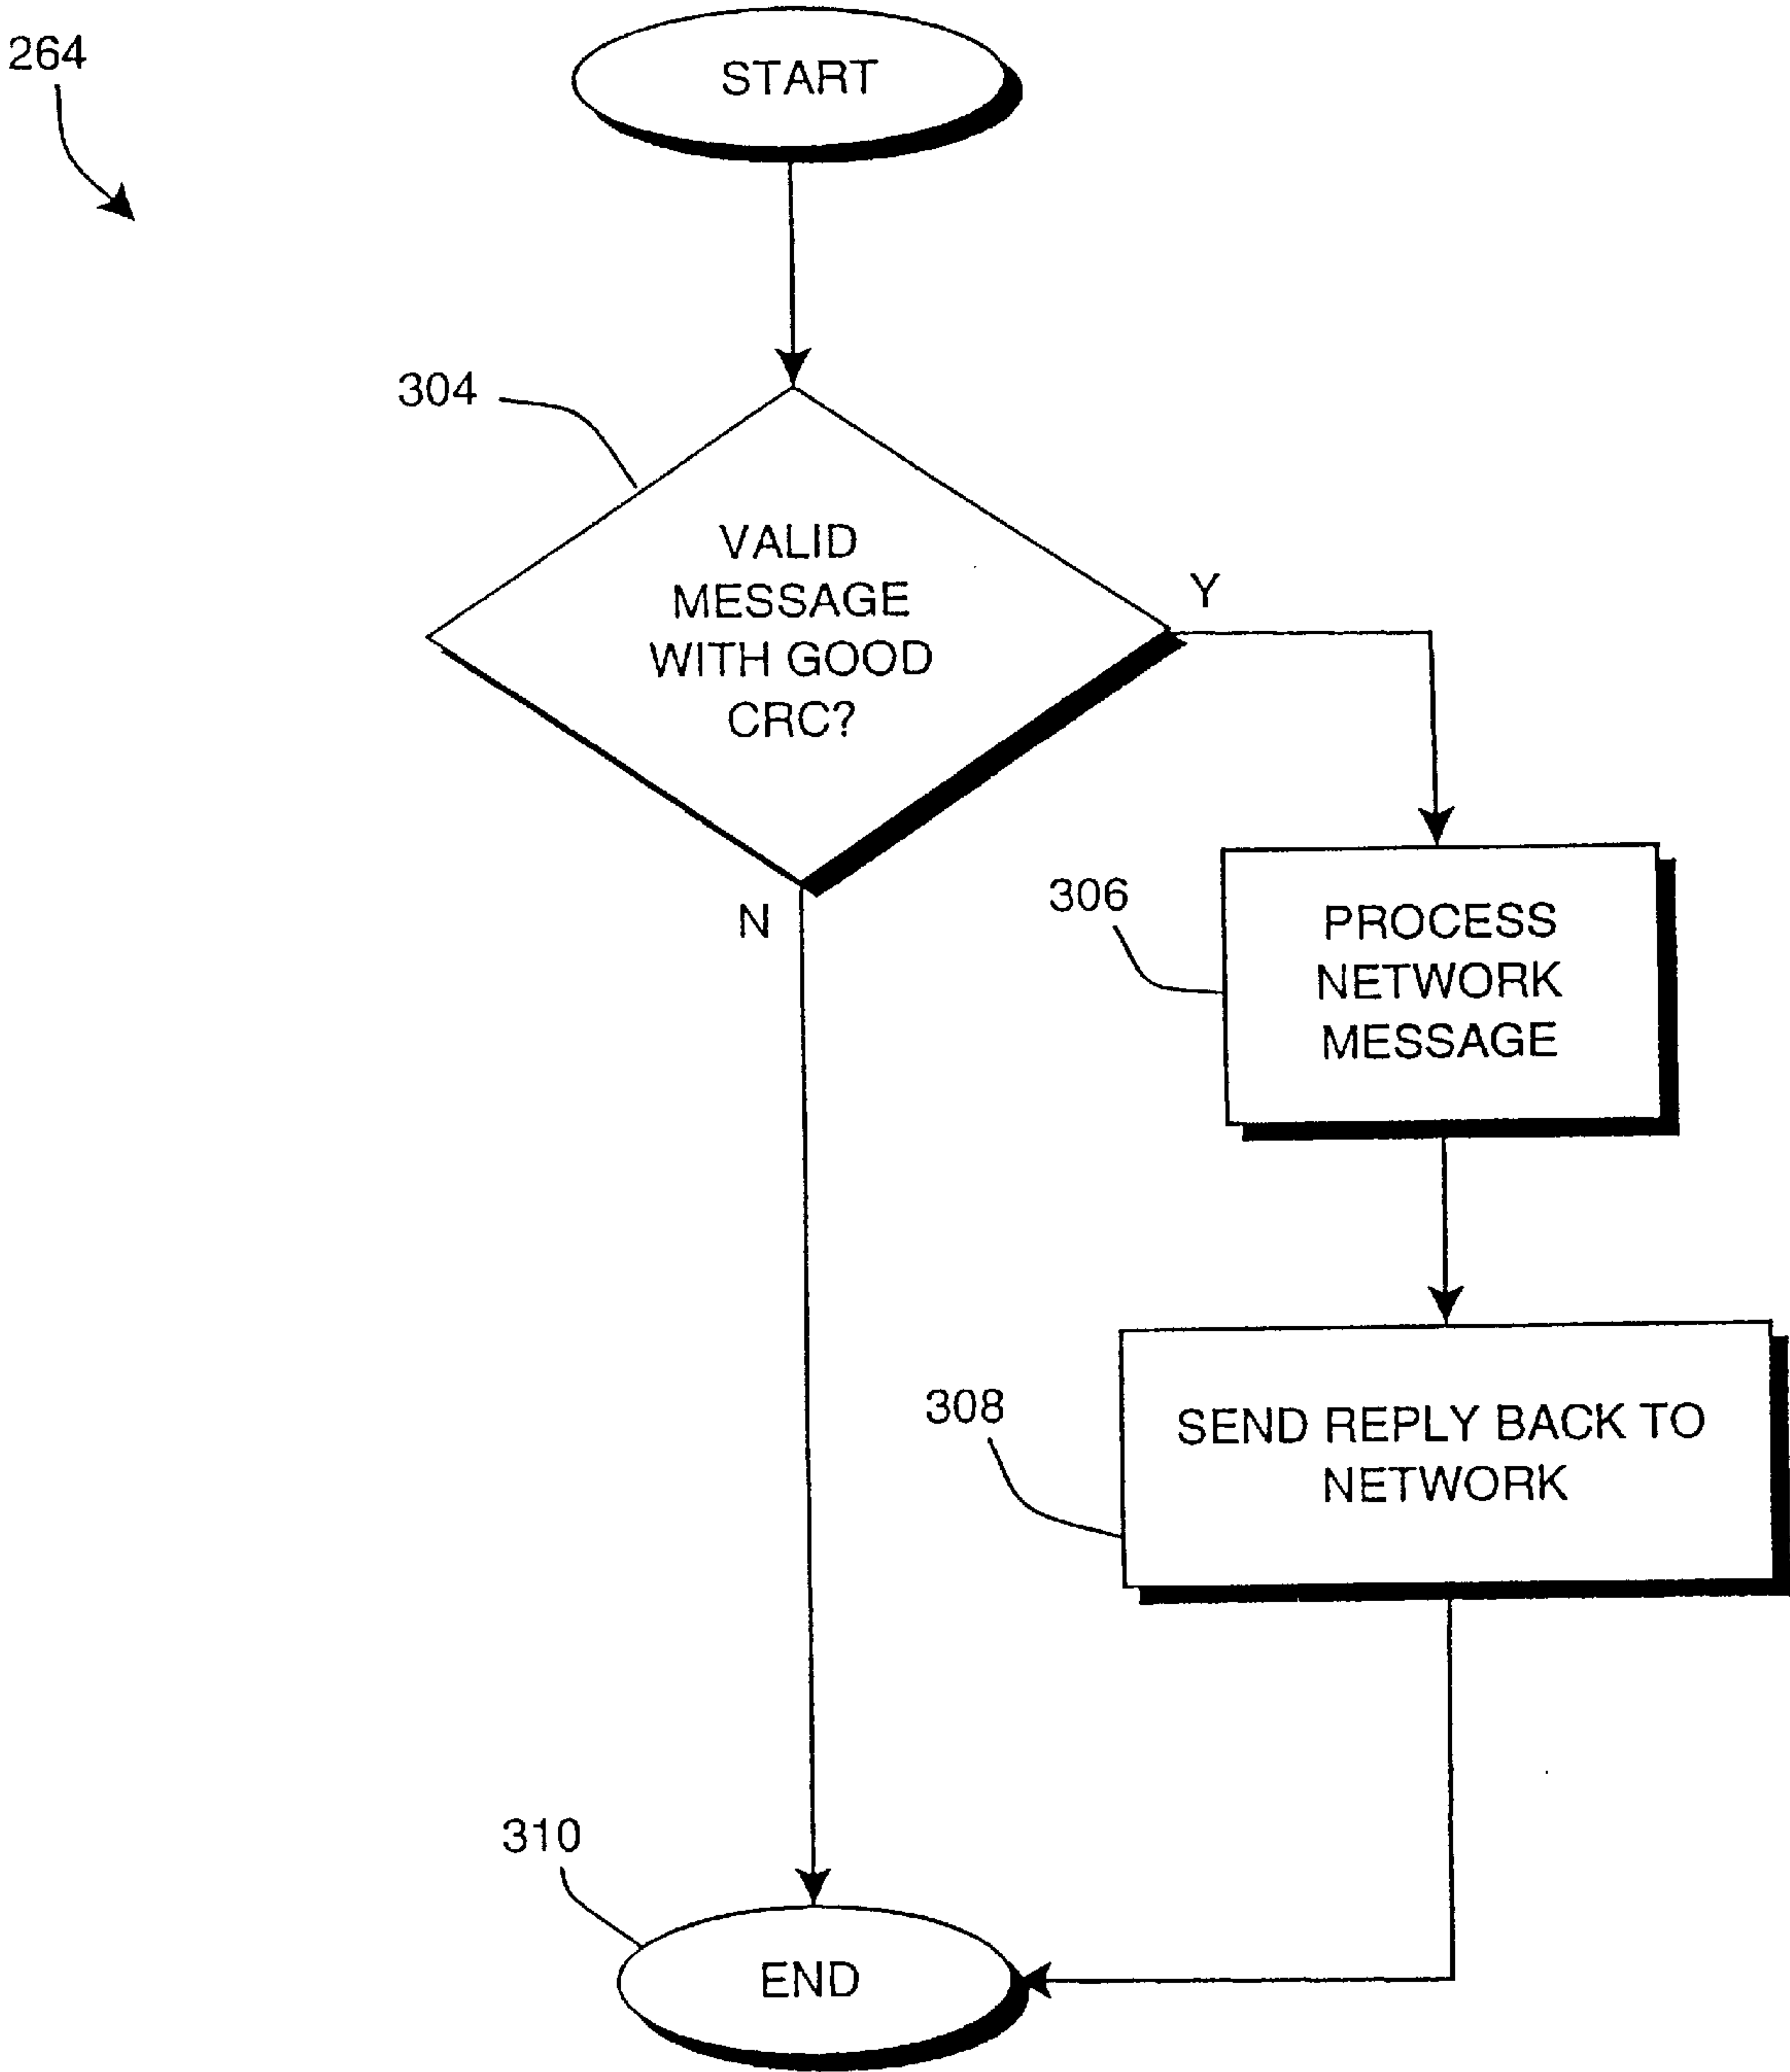 264
START
304
VALID
MESSAGE
WITH GOOD
CRC?
Y
N
306
PROCESS
NETWORK
MESSAGE
308
SEND REPLY BACK TO
NETWORK
310
END